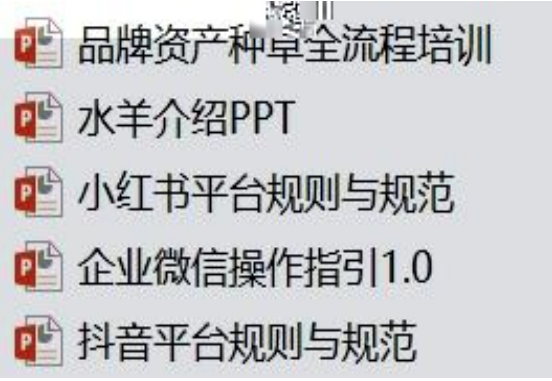 品牌资产种草全流程培训
水羊介绍PPT
小红书平台规则与规范
企业微信操作指引1.0
抖音平台规则与规范